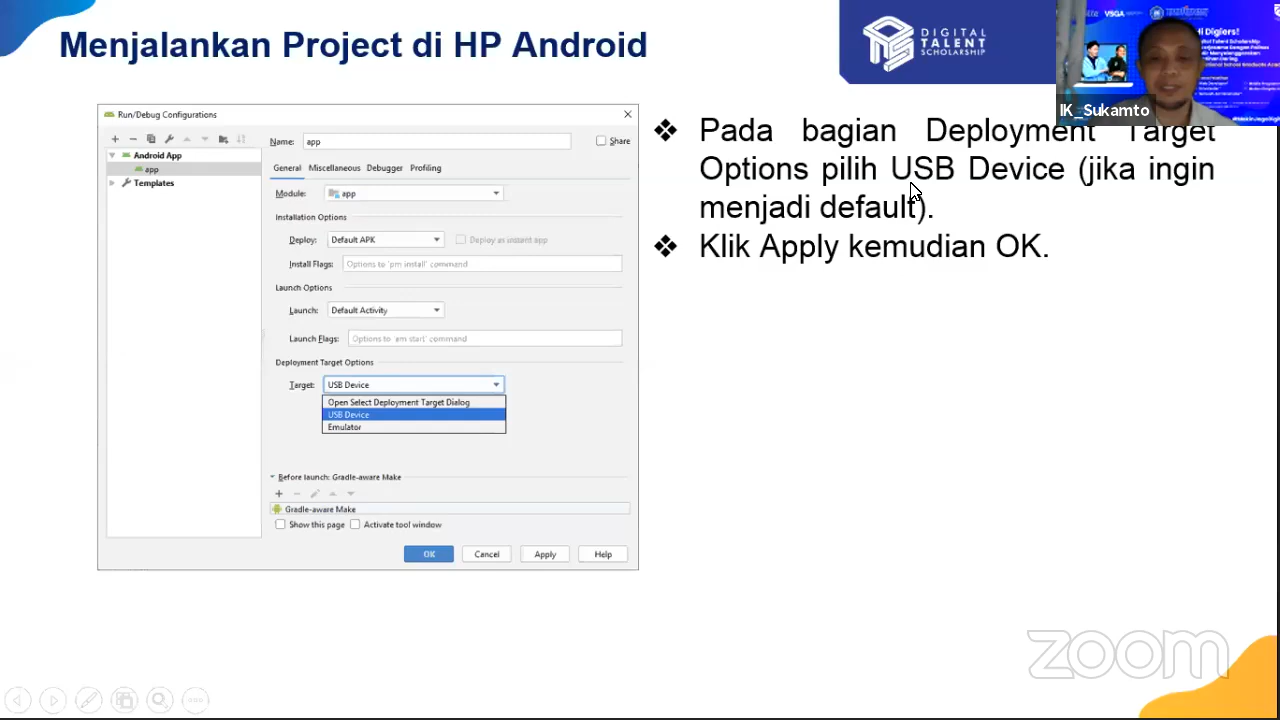 Menjalankan Project di HP Android
DIGITAL
TALENT
SCHOLARSHIP
VSGA
Hi Digiers!
IK_Sukamto
Run/Debug Configurations
Name: app
Share
Android App
app
Templates
General Miscellaneous Debugger Profiling
Module: app
Installation Options
Deploy: Default APK
Deploy as instant app
Install Flags: Options to 'pm install' command
Launch Options
Launch: Default Activity
Launch Flags: Options to 'am start' command
Deployment Target Options
Target: USB Device
Open Select Deployment Target Dialog
USB Device
Emulator
Before launch: Gradle-aware Make
Gradle-aware Make
Show this page Activate tool window
OK Cancel Apply Help
❖ Pada bagian Deployment Target
Options pilih USB Device (jika ingin
menjadi default).
❖ Klik Apply kemudian OK.
zoom